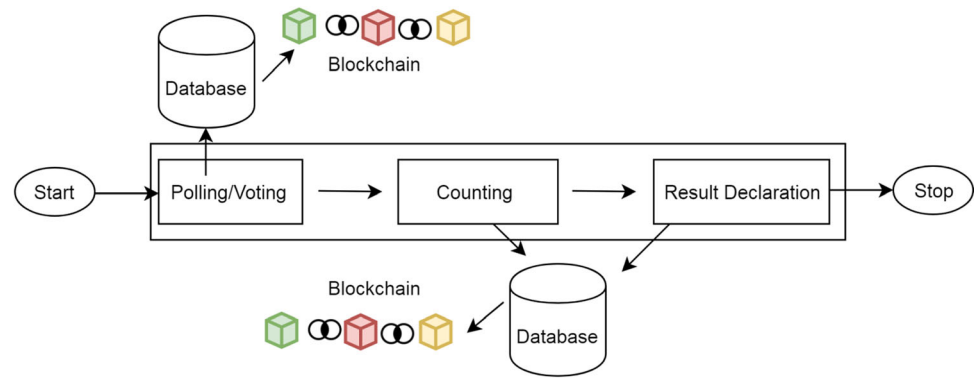 Blockchain
Database
Start
Polling/Voting
Counting
Result Declaration
Stop
Blockchain
Database